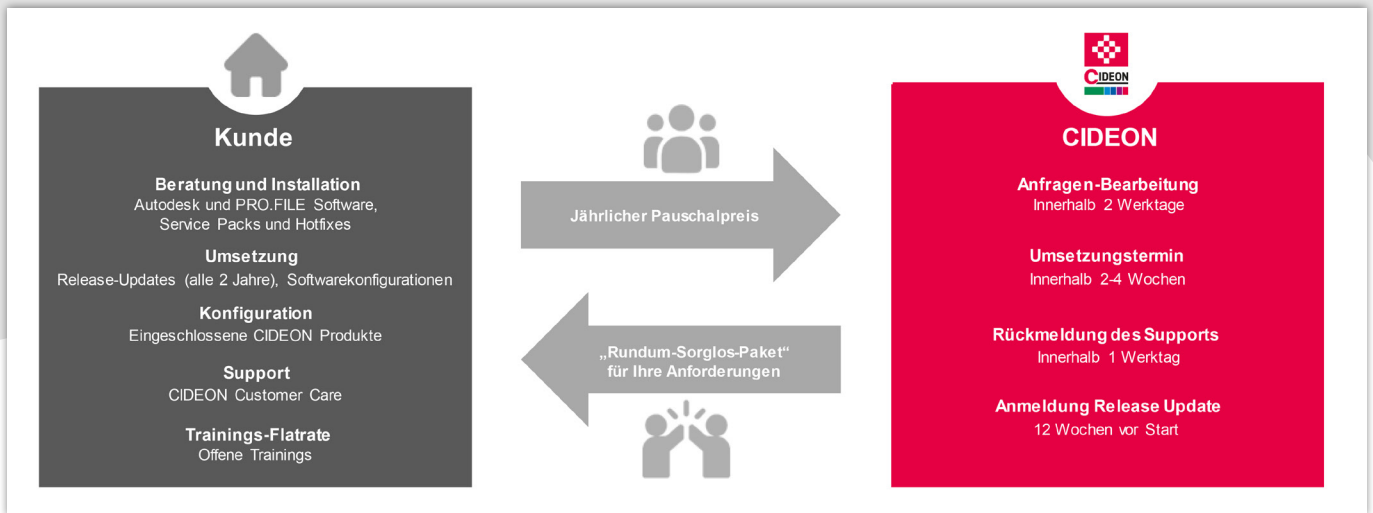 Kunde
Beratung und Installation
Autodesk und PRO.FILE Software,
Service Packs und Hotfixes
Umsetzung
Release-Updates (alle 2 Jahre), Softwarekonfigurationen
Konfiguration
Eingeschlossene CIDEON Produkte
Support
CIDEON Customer Care
Trainings-Flatrate
Offene Trainings
Jährlicher Pauschalpreis
„Rundum-Sorglos-Paket“
für Ihre Anforderungen
CIDEON
CIDEON
Anfragen-Bearbeitung
Innerhalb 2 Werktage
Umsetzungstermin
Innerhalb 2-4 Wochen
Rückmeldung des Supports
Innerhalb 1 Werktag
Anmeldung Release Update
12 Wochen vor Start